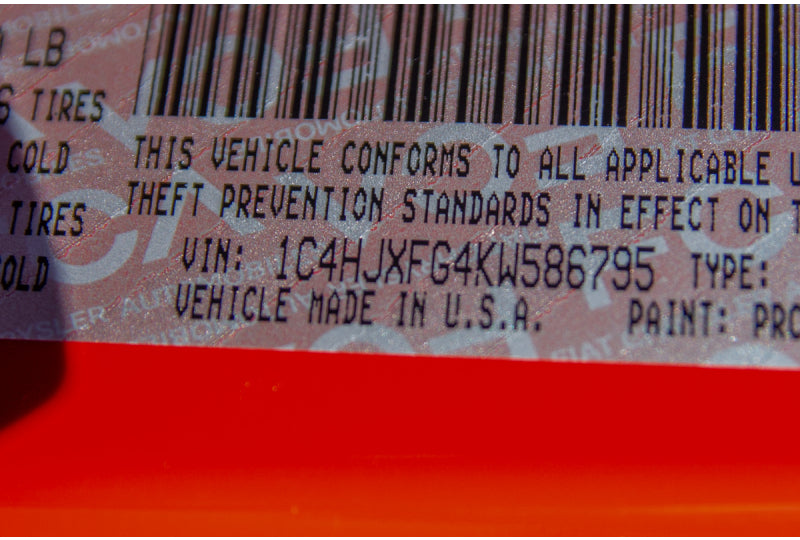 LB
TIRES
COLD
THIS VEHICLE CONFORMS TO ALL APPLICABLE U
TIRES
THEFT PREVENTION STANDARDS IN EFFECT ON T
OLD
VIN: 1C4HJXFG4KW586795 TYPE:
VEHICLE MADE IN U.S.A. PAINT: PRC